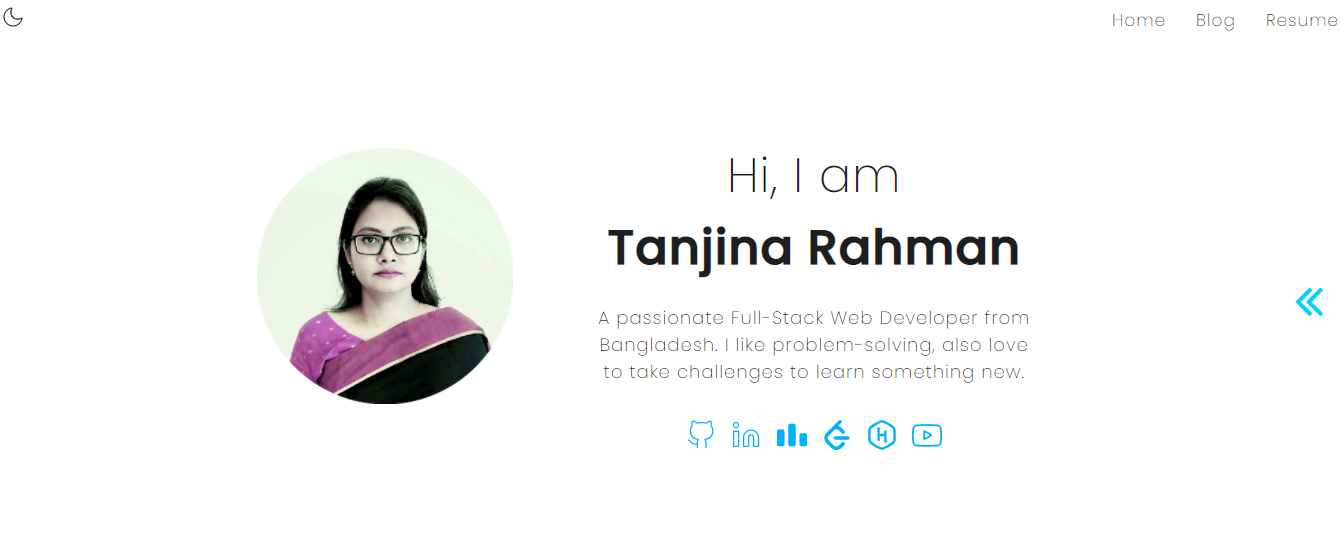 Home Blog Resume
Hi, I am
Tanjina Rahman
A passionate Full-Stack Web Developer from
Bangladesh. I like problem-solving, also love
to take challenges to learn something new.